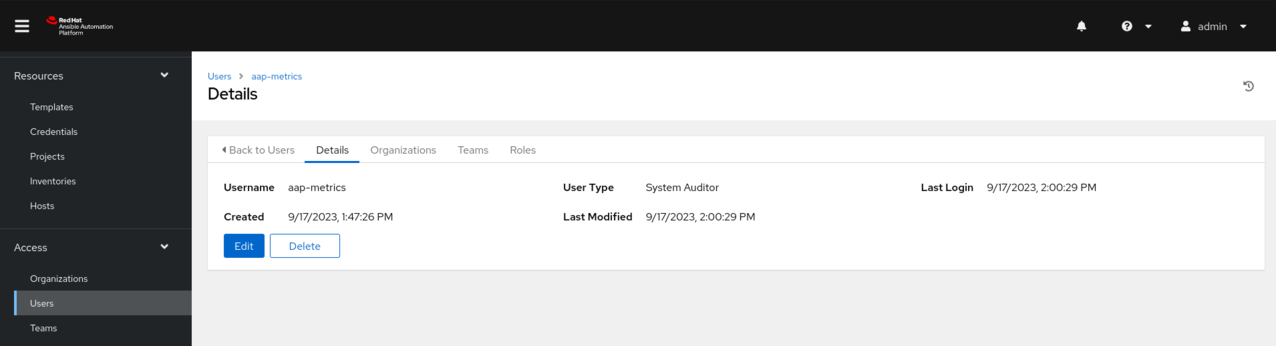 Red Hat
Ansible Automation
Platform
admin
Resources
Templates
Credentials
Projects
Inventories
Hosts
Access
Organizations
Users
Teams
Users > aap-metrics
Details
Back to Users Details Organizations Teams Roles
Username aap-metrics User Type System Auditor Last Login 9/17/2023, 2:00:29 PM
Created 9/17/2023, 1:47:26 PM Last Modified 9/17/2023, 2:00:29 PM
Edit Delete